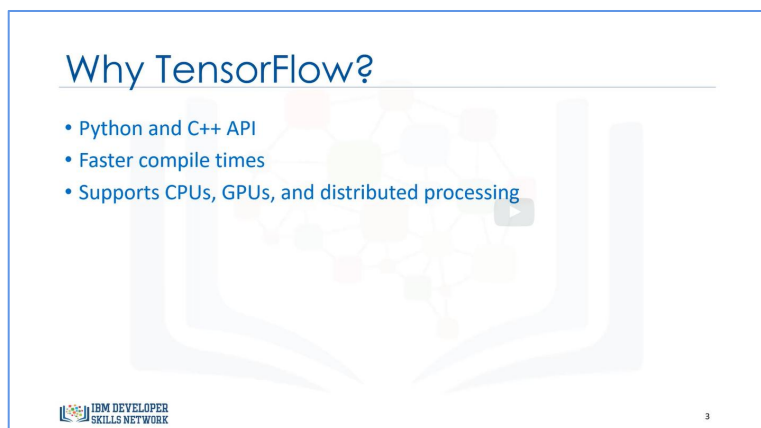 Why TensorFlow?
• Python and C++ API
• Faster compile times
• Supports CPUs, GPUs, and distributed processing
IBM DEVELOPER
SKILLS NETWORK
3